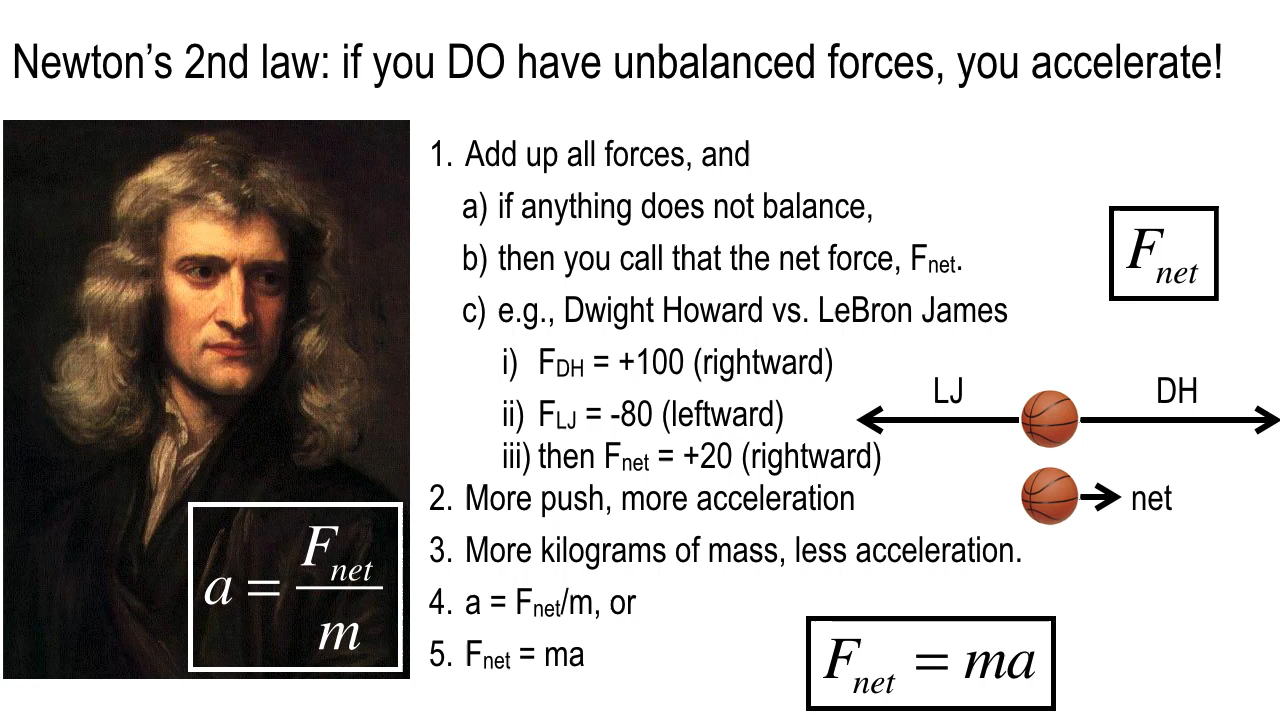 Newton’s 2nd law: if you DO have unbalanced forces, you accelerate!
1. Add up all forces, and
a) if anything does not balance,
b) then you call that the net force, Fnet.
c) e.g., Dwight Howard vs. LeBron James
i) FDH = +100 (rightward)
ii) FLJ = -80 (leftward)
iii) then Fnet = +20 (rightward)
2. More push, more acceleration
3. More kilograms of mass, less acceleration.
4. a = Fnet/m, or
5. Fnet = ma
Fnet
LJ DH
net
a = Fnet/m
Fnet = ma